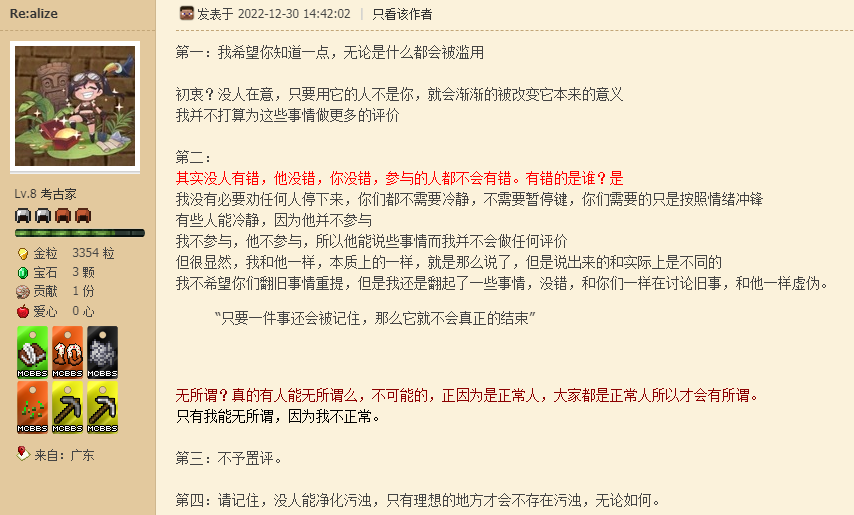 Re:alize
发表于 2022-12-30 14:42:02 | 只看该作者
第一：我希望你知道一点，无论是什么都会被滥用
初衷？没人在意，只要用它的人不是你，就会渐渐的被改变它本来的意义
我并不打算为这些事情做更多的评价
第二：
其实没人有错，他没错，你没错，参与的人都不会有错。有错的是谁？是
我没有必要劝任何人停下来，你们都不需要冷静，不需要暂停键，你们需要的只是按照情绪冲锋
有些人能冷静，因为他并不参与
我不参与，他不参与，所以他能说些事情而我并不会做任何评价
但很显然，我和他一样，本质上的一样，就是那么说了，但是说出来的和实际上是不同的
我不希望你们翻旧事情重提，但是我还是翻起了一些事情，没错，和你们一样在讨论旧事，和他一样虚伪。
“只要一件事还会被记住，那么它就不会真正的结束”
无所谓？真的有人能无所谓么，不可能的，正因为是正常人，大家都是正常人所以才会有所谓。
只有我能无所谓，因为我不正常。
第三：不予置评。
第四：请记住，没人能净化污浊，只有理想的地方才会不存在污浊，无论如何。
Lv.8 考古家
金粒 3354 粒
宝石 3 颗
贡献 1 份
爱心 0 心
MCBBS
10
MCBBS
MCBBS
MCBBS
MCBBS
MCBBS
来自：广东